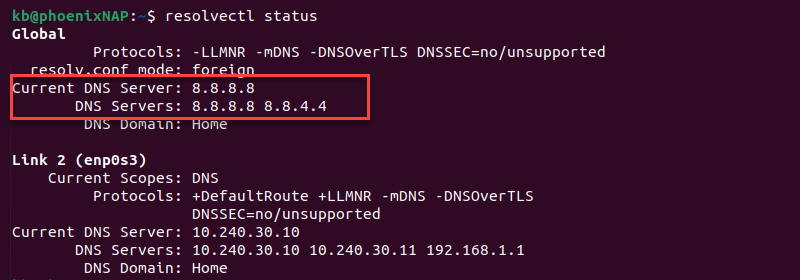 kb@phoenixNAP:~$ resolvectl status
Global
Protocols: -LLMNR -mDNS -DNSOverTLS DNSSEC=no/unsupported
resolv.conf mode: foreign
Current DNS Server: 8.8.8.8
DNS Servers: 8.8.8.8 8.8.4.4
DNS Domain: Home
Link 2 (enp0s3)
Current Scopes: DNS
Protocols: +DefaultRoute +LLMNR -mDNS -DNSOverTLS
DNSSEC=no/unsupported
Current DNS Server: 10.240.30.10
DNS Servers: 10.240.30.10 10.240.30.11 192.168.1.1
DNS Domain: Home